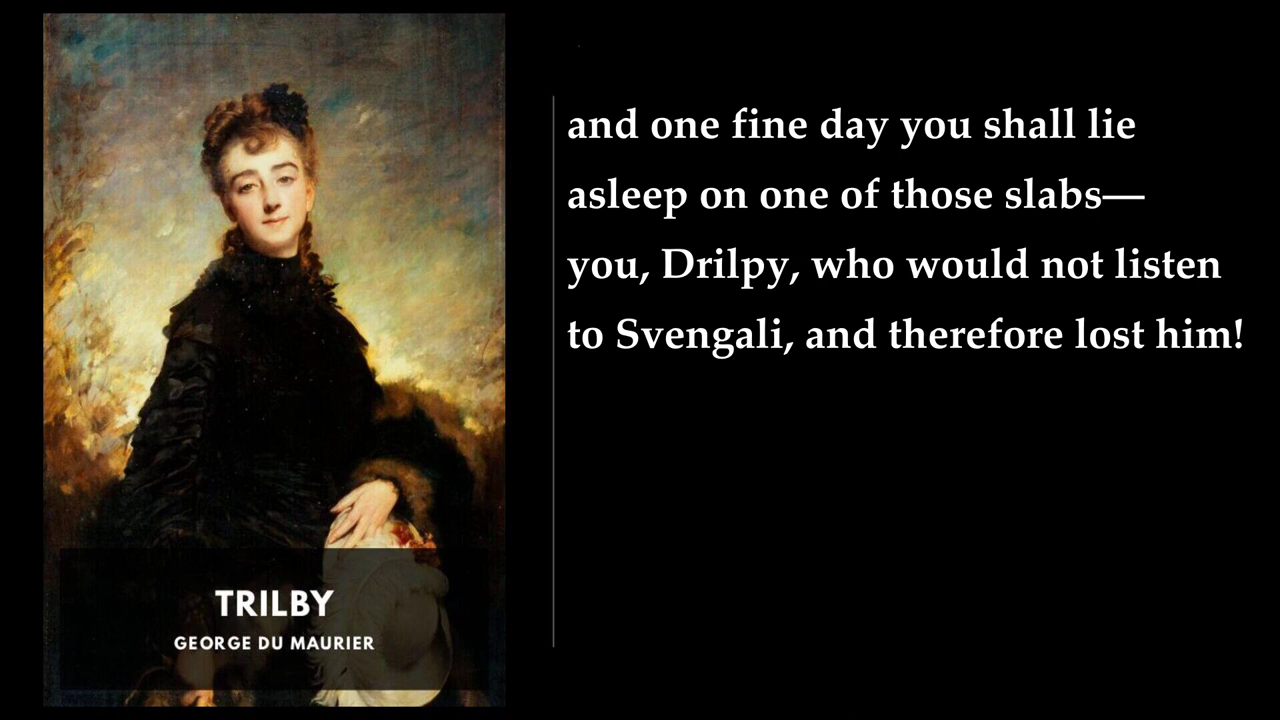 TRILBY
GEORGE DU MAURIER
and one fine day you shall lie
asleep on one of those slabs—
you, Drilpy, who would not listen
to Svengali, and therefore lost him!